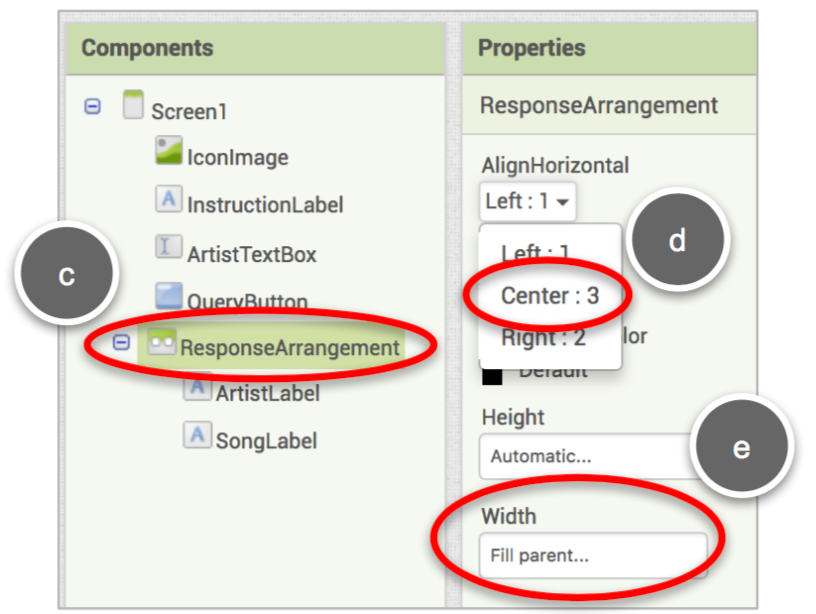 Components
Screen1
IconImage
A InstructionLabel
ArtistTextBox
QueryButton
ResponseArrangement
A ArtistLabel
A SongLabel
c
Properties
ResponseArrangement
AlignHorizontal
Left : 1
Left : 1
Center : 3
Right : 2
lor
Default
d
Height
Automatic...
e
Width
Fill parent...